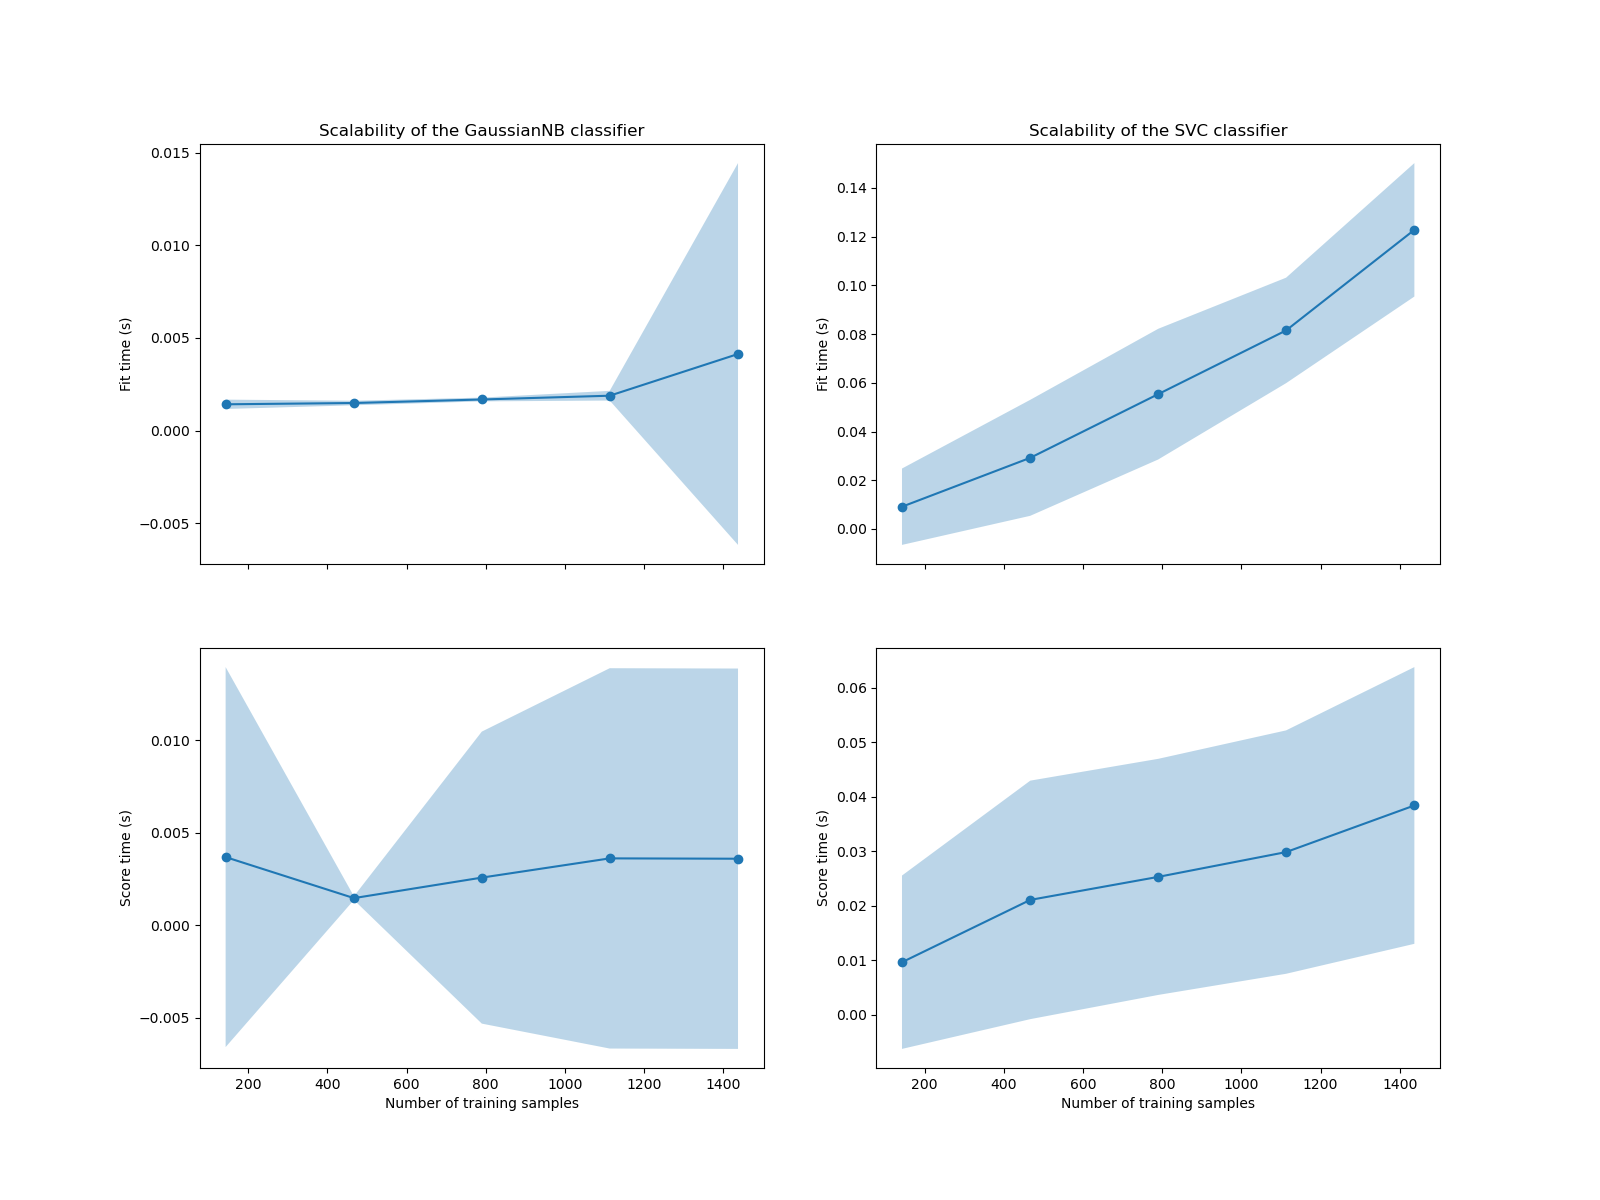 Scalability of the GaussianNB classifier
0.015
0.010
0.005
0.000
−0.005
Fit time (s)
Scalability of the SVC classifier
0.14
0.12
0.10
0.08
0.06
0.04
0.02
0.00
Fit time (s)
0.010
0.005
0.000
−0.005
Score time (s)
200 400 600 800 1000 1200 1400
Number of training samples
0.06
0.05
0.04
0.03
0.02
0.01
0.00
Score time (s)
200 400 600 800 1000 1200 1400
Number of training samples